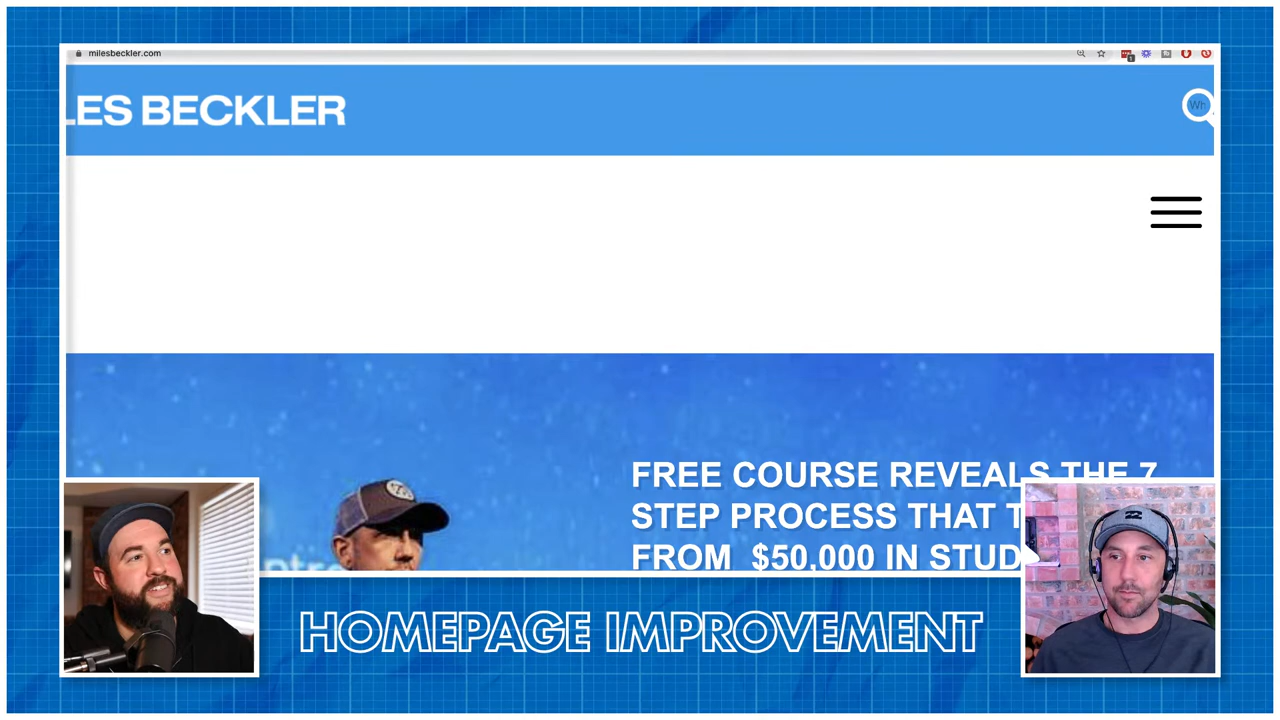 milesbeckler.com
LES BECKLER
Wh
FREE COURSE REVEALS THE 7
STEP PROCESS THAT T
FROM $50,000 IN STUD
HOMEPAGE IMPROVEMENT